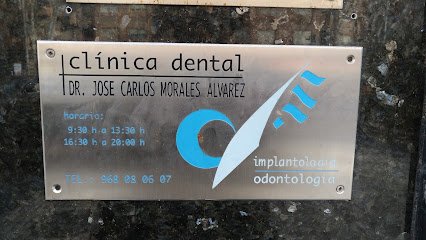 clínica dental
DR. JOSE CARLOS MORALES ALVAREZ
horario:
9:30 h a 13:30 h
16:30 h a 20:00 h
TEL.: 968 08 06 07
implantología
odontología